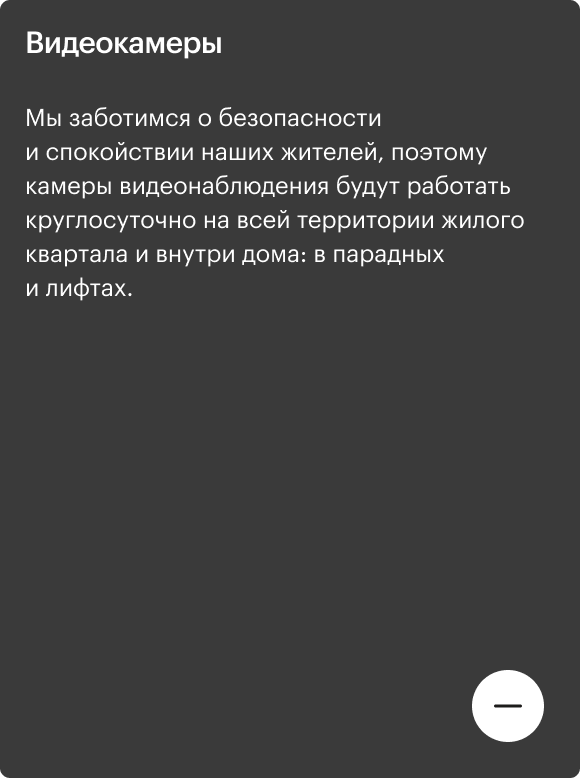 Видеокамеры
Мы заботимся о безопасности
и спокойствии наших жителей, поэтому
камеры видеонаблюдения будут работать
круглосуточно на всей территории жилого
квартала и внутри дома: в парадных
и лифтах.